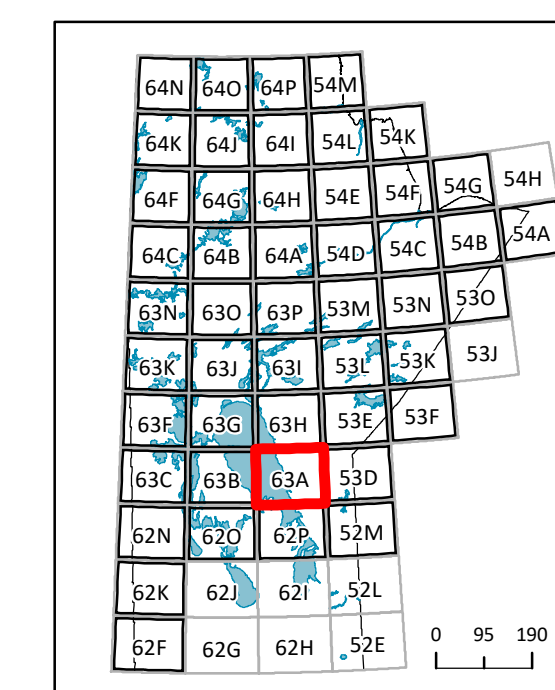 64N 64O 64P 54M
64K 64J 64I 54L 54K
64F 64G 64H 54E 54F 54G 54H
64C 64B 64A 54D 54C 54B 54A
63N 63O 63P 53M 53N 53O
63K 63J 63I 53L 53K 53J
63F 63G 63H 53E 53F
63C 63B 63A 53D
62N 62O 62P 52M
62K 62J 62I 52L
62F 62G 62H 52E
0 95 190